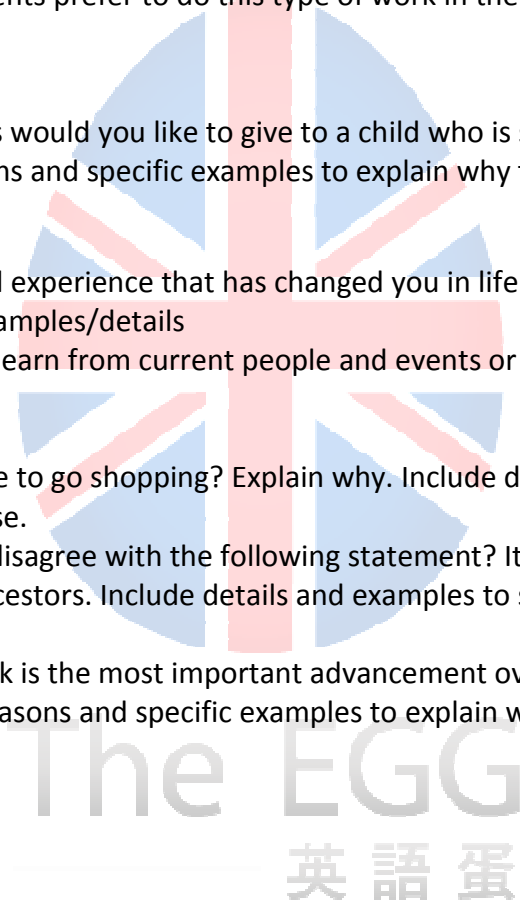 ents prefer to do this type of work in the
s would you like to give to a child who is
ns and specific examples to explain why
experience that has changed you in life
amples/details
earn from current people and events or
e to go shopping? Explain why. Include d
se.
disagree with the following statement? It
cestors. Include details and examples to s
k is the most important advancement ov
easons and specific examples to explain w
The EGG
英語蛋